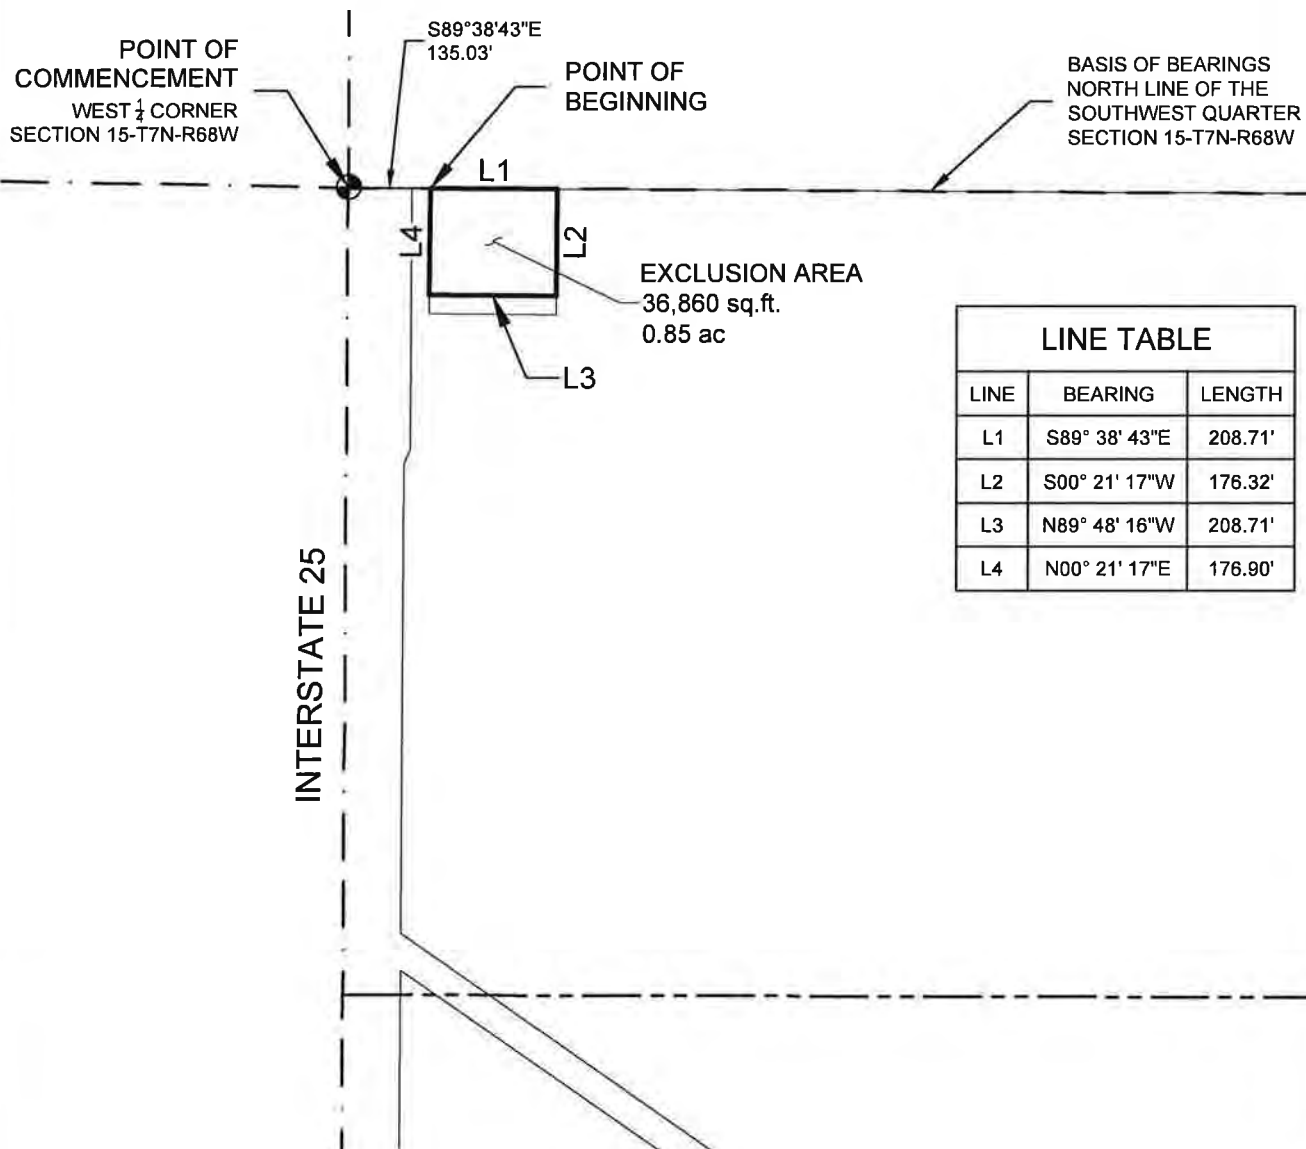 S89°38'43"E
135.03'
POINT OF
COMMENCEMENT
WEST ¼ CORNER
SECTION 15-T7N-R68W
POINT OF
BEGINNING
BASIS OF BEARINGS
NORTH LINE OF THE
SOUTHWEST QUARTER
SECTION 15-T7N-R68W
L1
L4
L2
EXCLUSION AREA
36,860 sq.ft.
0.85 ac
L3
LINE TABLE
LINE BEARING LENGTH
L1 S89° 38' 43"E 208.71'
L2 S00° 21' 17"W 176.32'
L3 N89° 48' 16"W 208.71'
L4 N00° 21' 17"E 176.90'
INTERSTATE 25